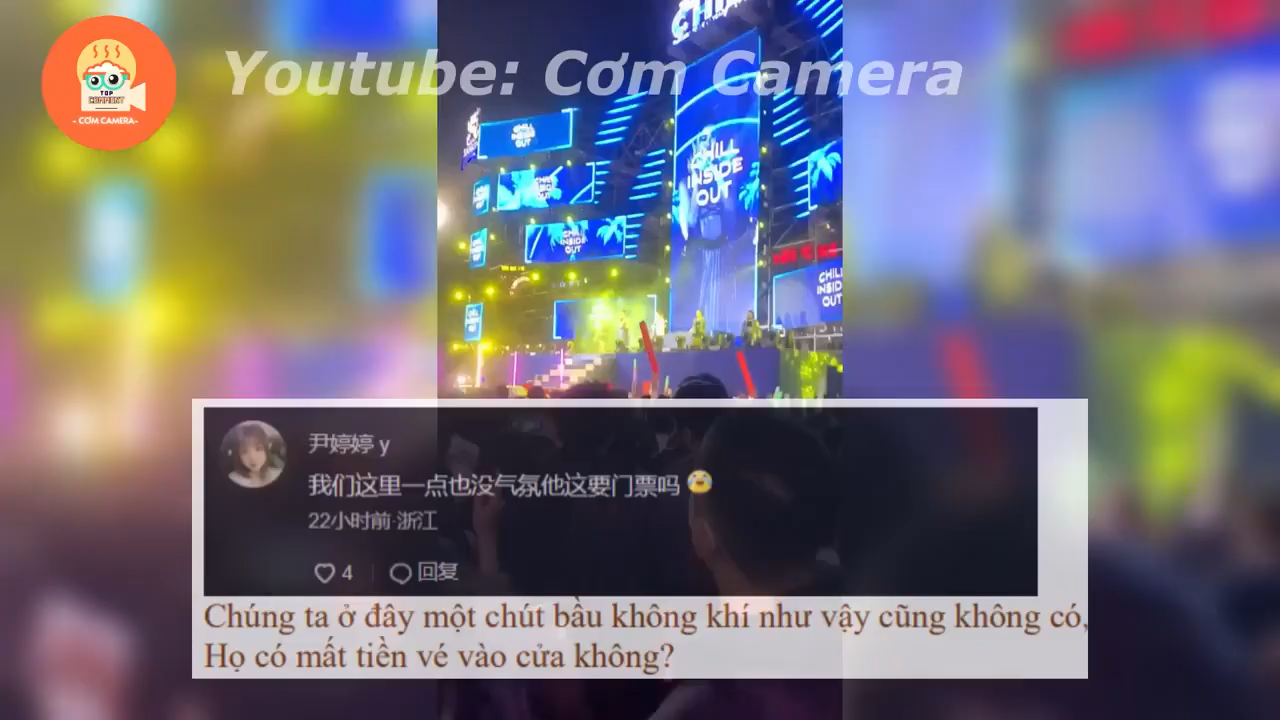 TOP
COMMENT
- CƠM CAMERA-
Youtube: Cơm Camera
CHILL
CHILL
INSIDE
OUT
CHILL
INSIDE
OUT
CHILL
INSIDE
OUT
CHILL
INSIDE
OUT
尹婷婷 y
我们这里一点也没气氛他这要门票吗
22小时前·浙江
4
回复
Chúng ta ở đây một chút bầu không khí như vậy cũng không có,
Họ có mất tiền vé vào cửa không?